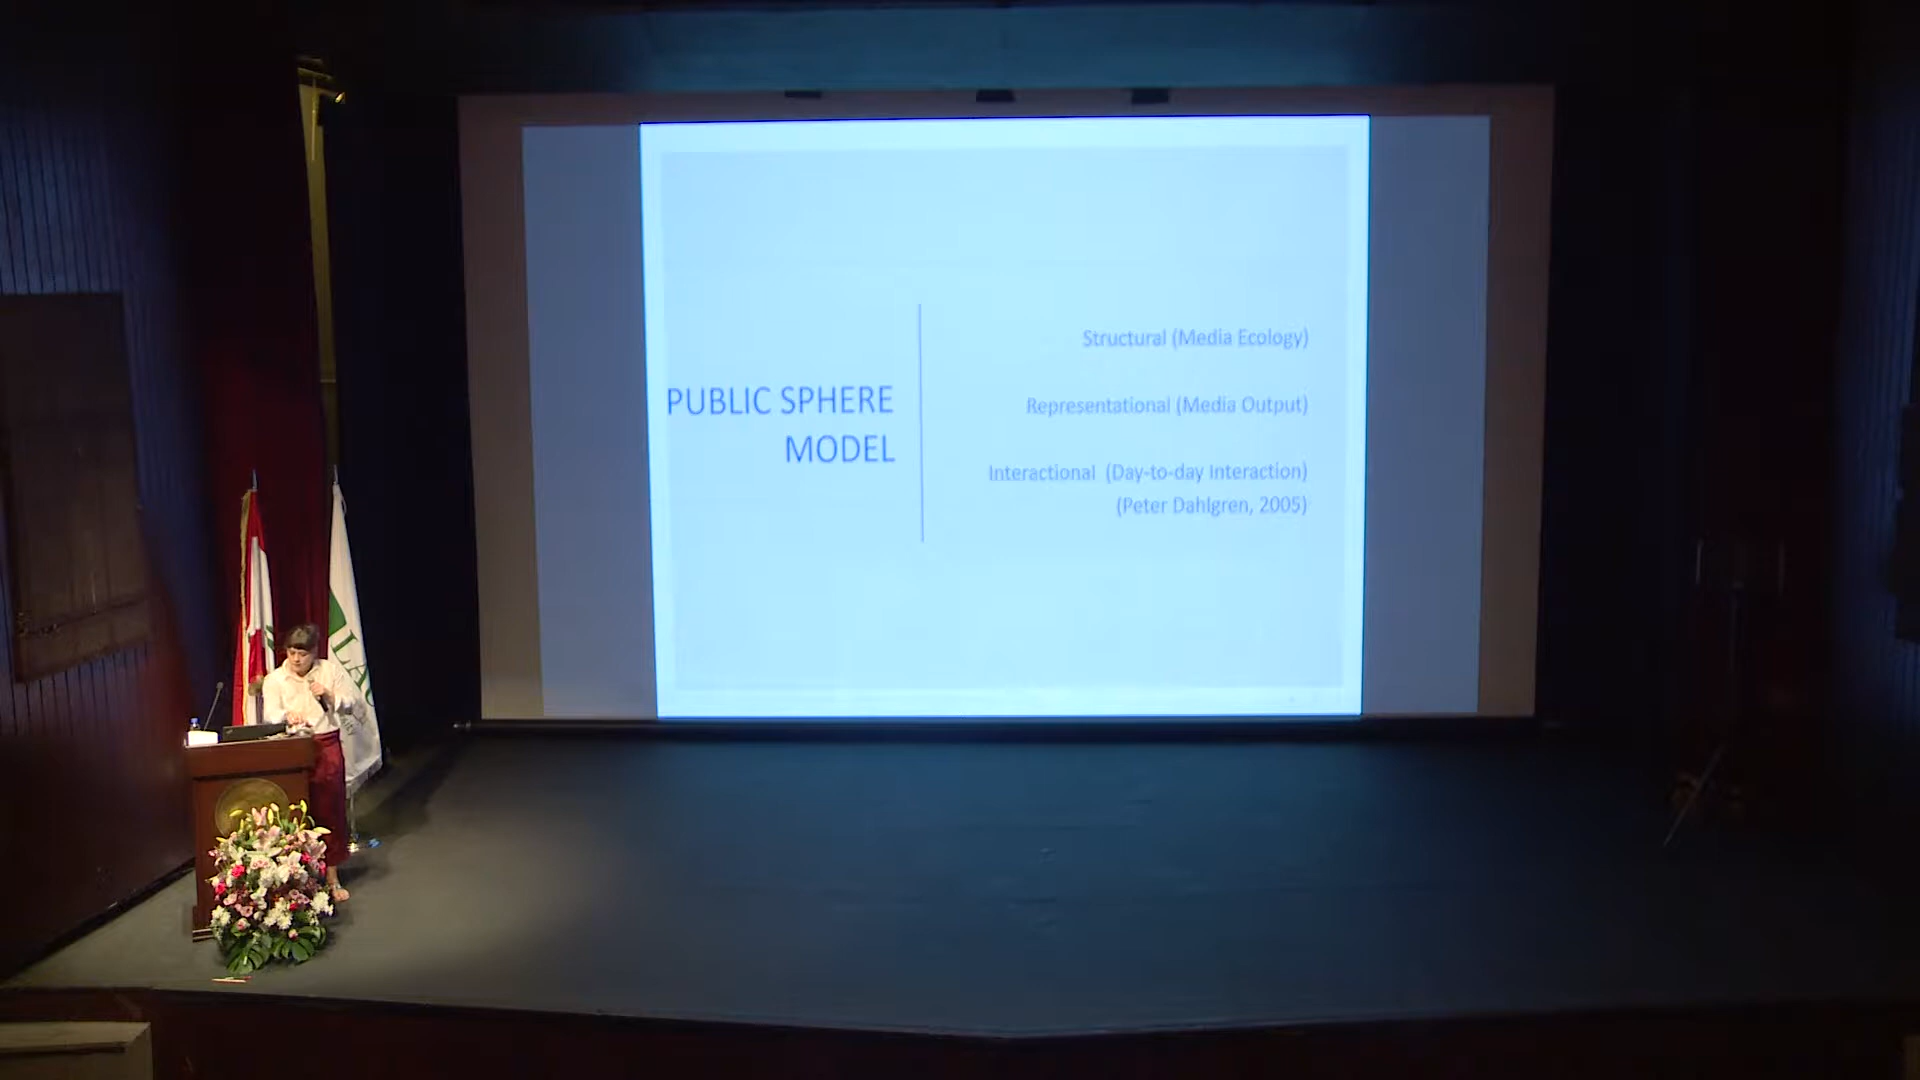 PUBLIC SPHERE
MODEL
Structural (Media Ecology)
Representational (Media Output)
Interactional (Day-to-day Interaction)
(Peter Dahlgren, 2005)